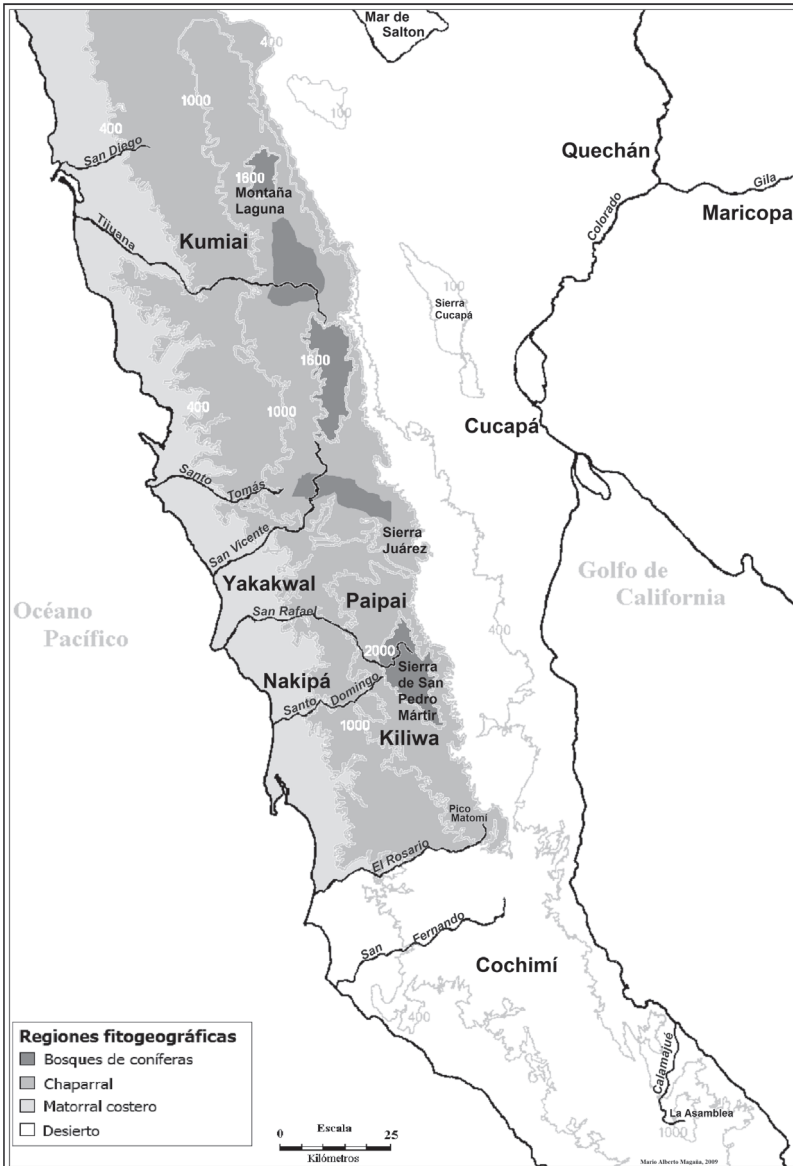 Mar de
Salton
400
1000
100
400
San Diego
Quechán
1600
Montaña
Laguna
Gila
Colorado
Maricopa
Tijuana
Kumiai
100
Sierra
Cucapá
1600
400
1000
Cucapá
Santo Tomás
San Vicente
Sierra
Juárez
Golfo de
California
Yakakwal
Paipai
Océano
Pacífico
San Rafael
400
2000
Sierra
de San
Pedro
Mártir
Nakipá
Santo Domingo
1000
Kiliwa
Pico
Matomí
El Rosario
San Fernando
Cochimí
400
Calamajué
La Asamblea
1000
Regiones fitogeográficas
Bosques de coníferas
Chaparral
Matorral costero
Desierto
Escala
0 25
Kilómetros
Mario Alberto Magaña, 2009